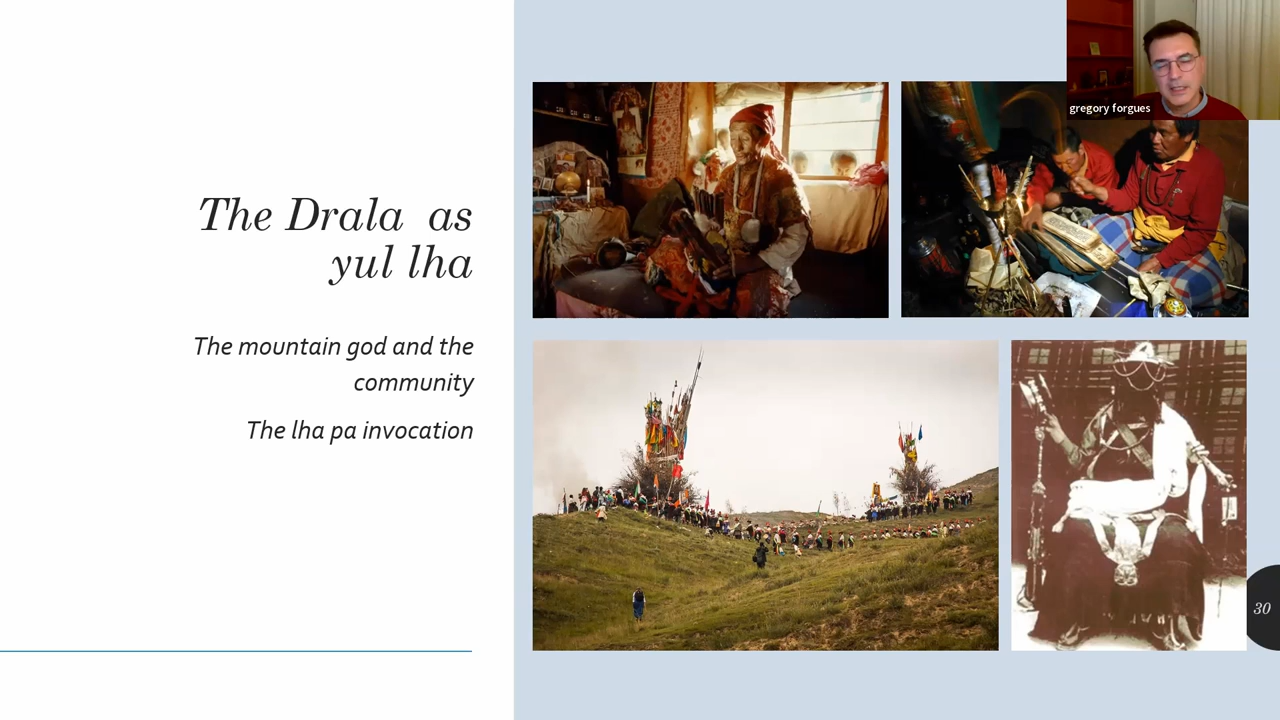 The Drala as
yul lha
The mountain god and the
community
The lha pa invocation
gregory forgues
30